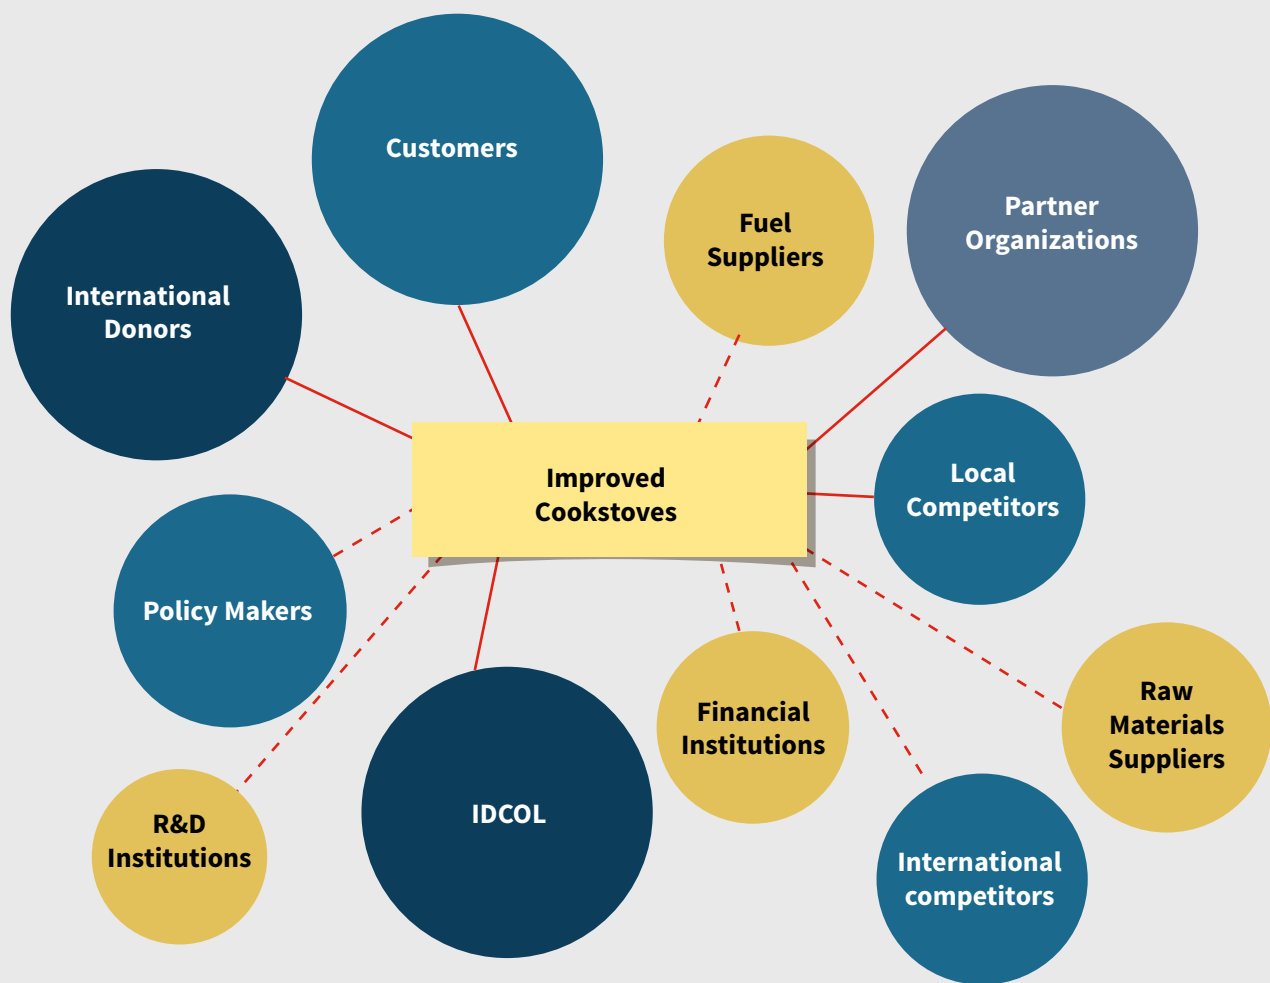 Customers
Partner
Organizations
Fuel
Suppliers
International
Donors
Local
Competitors
Improved
Cookstoves
Policy Makers
Raw
Materials
Suppliers
Financial
Institutions
IDCOL
R&D
Institutions
International
competitors